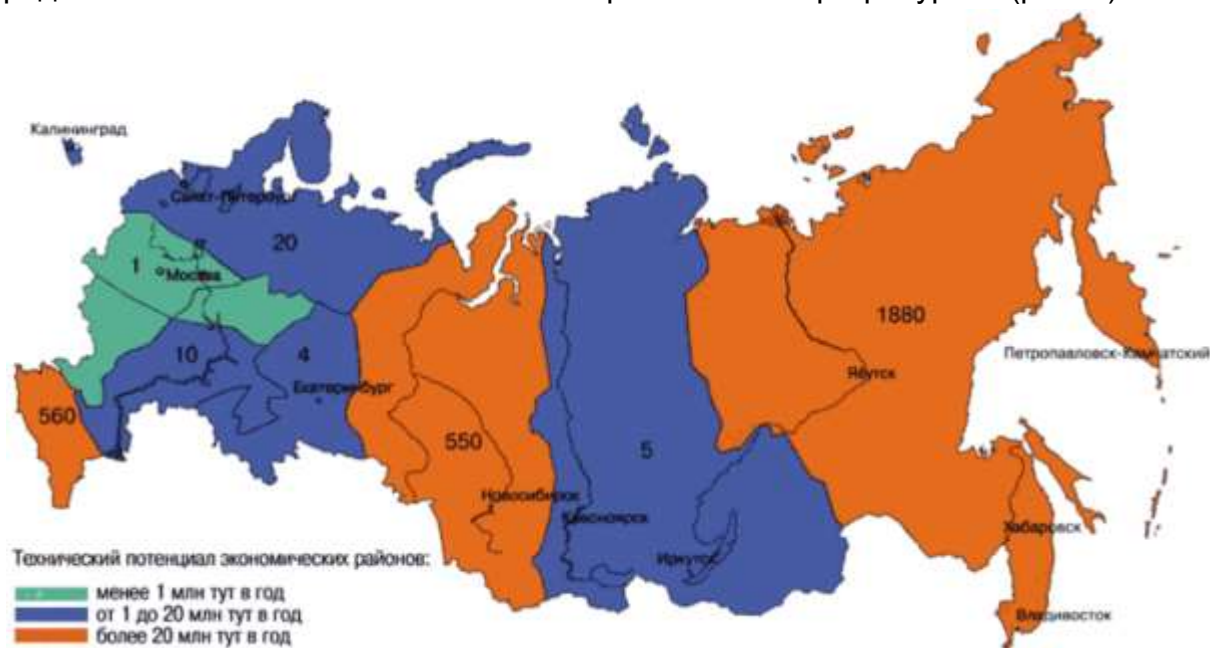 Калининград
Санкт-Питероург
20
1
Москва
1880
Петропавловск-Камчатский
10
4
Якутск
Екатеринбург
560
550
5
Новосибирск
Красноярск
Хабаровск
Иркутск
Технический потенциал экономических районов:
менее 1 млн тут в год
от 1 до 20 млн тут в год
более 20 млн тут в год
Владивосток